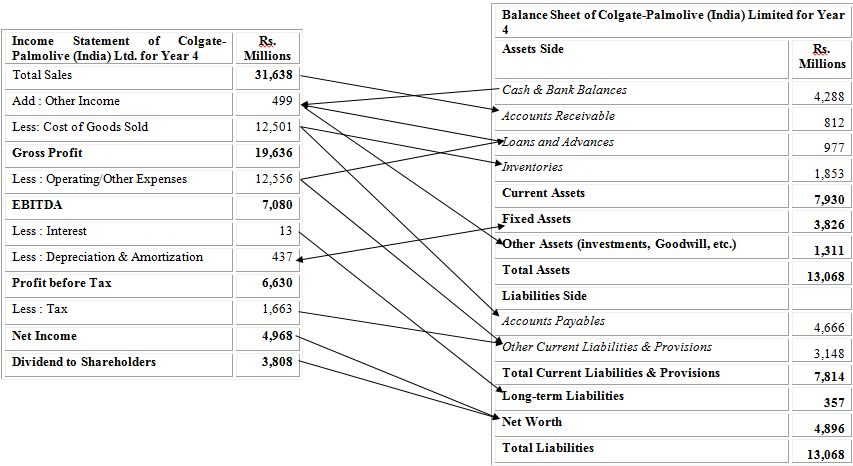 Income Statement of Colgate-Palmolive (India) Ltd. for Year 4 Rs. Millions
Total Sales 31,638
Add : Other Income 499
Less: Cost of Goods Sold 12,501
Gross Profit 19,636
Less : Operating/Other Expenses 12,556
EBITDA 7,080
Less : Interest 13
Less : Depreciation & Amortization 437
Profit before Tax 6,630
Less : Tax 1,663
Net Income 4,968
Dividend to Shareholders 3,808
Balance Sheet of Colgate-Palmolive (India) Limited for Year 4
Assets Side Rs. Millions
Cash & Bank Balances 4,288
Accounts Receivable 812
Loans and Advances 977
Inventories 1,853
Current Assets 7,930
Fixed Assets 3,826
Other Assets (investments, Goodwill, etc.) 1,311
Total Assets 13,068
Liabilities Side
Accounts Payables 4,666
Other Current Liabilities & Provisions 3,148
Total Current Liabilities & Provisions 7,814
Long-term Liabilities 357
Net Worth 4,896
Total Liabilities 13,068